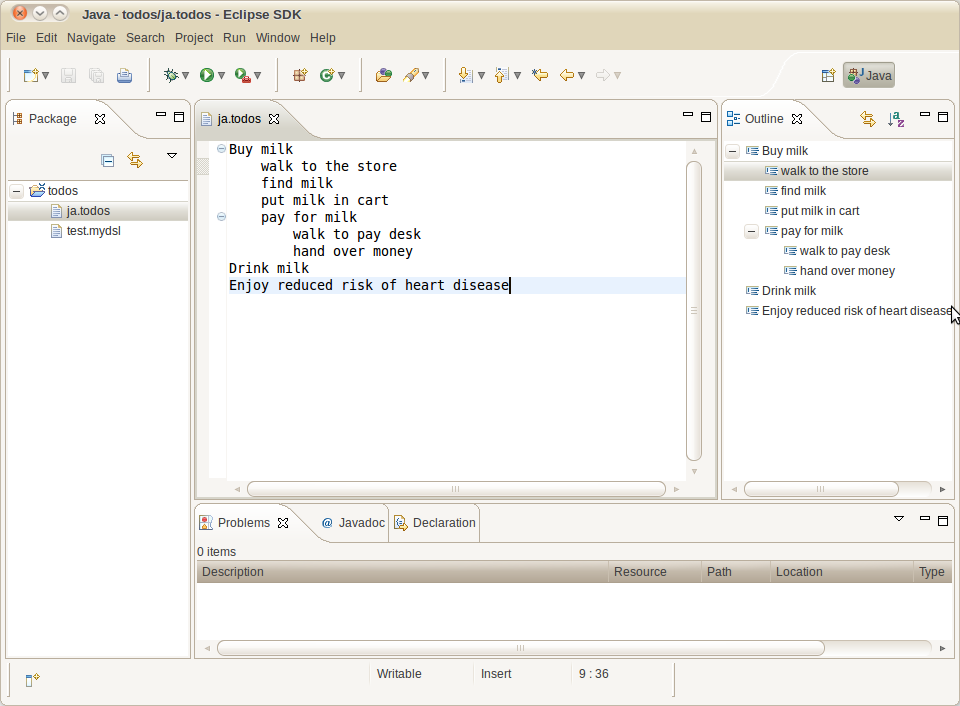 Java - todos/ja.todos - Eclipse SDK
File Edit Navigate Search Project Run Window Help
Java
Package
todos
ja.todos
test.mydsl
ja.todos
Buy milk
    walk to the store
    find milk
    put milk in cart
    pay for milk
        walk to pay desk
        hand over money
Drink milk
Enjoy reduced risk of heart disease
Outline
Buy milk
walk to the store
find milk
put milk in cart
pay for milk
walk to pay desk
hand over money
Drink milk
Enjoy reduced risk of heart disease
Problems @ Javadoc Declaration
0 items
Description Resource Path Location Type
Writable Insert 9 : 36